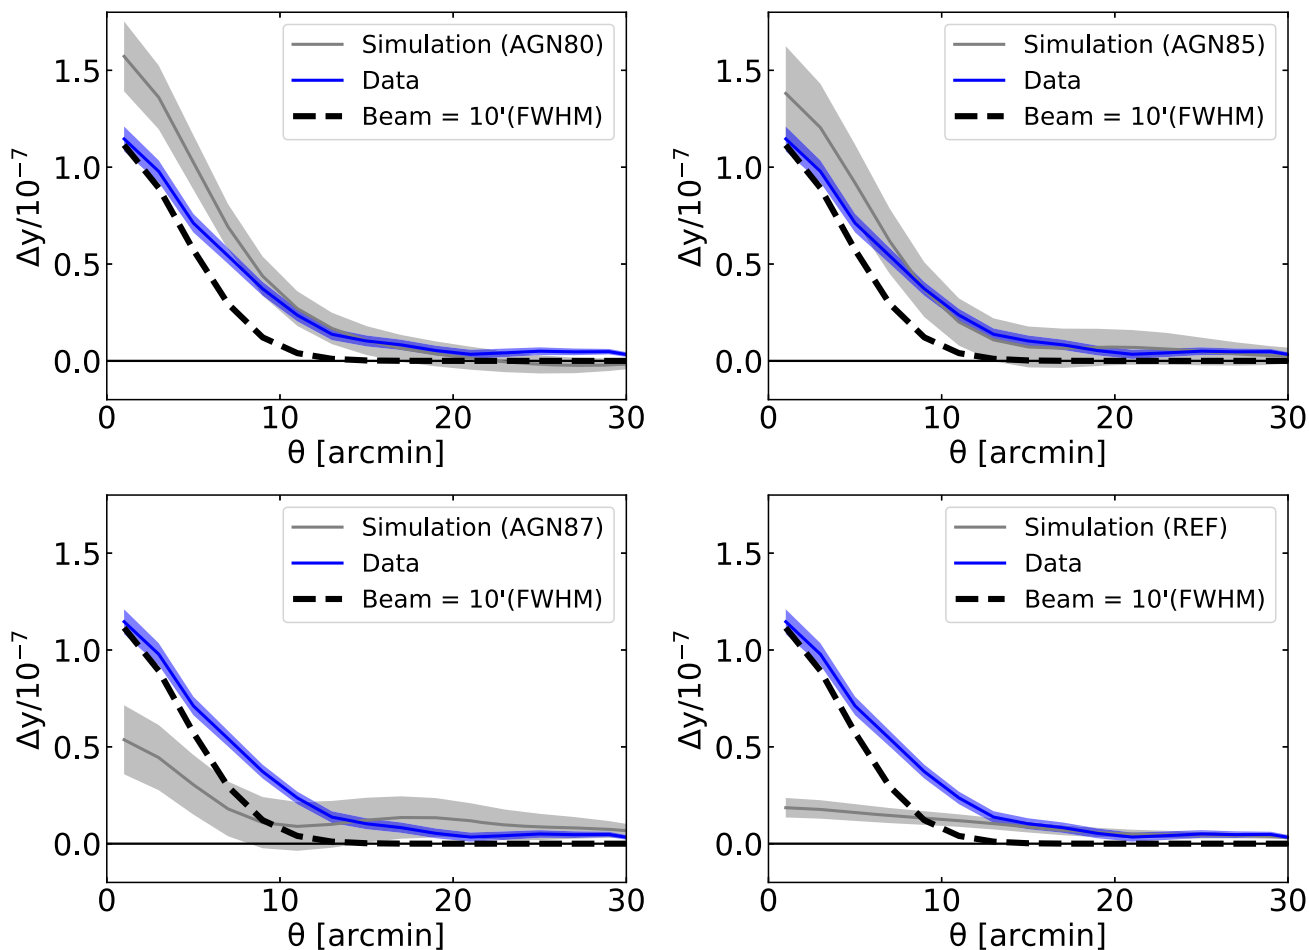 Simulation (AGN80)
Data
Beam = 10'(FWHM)
1.5
1.0
0.5
0.0
Δy/10⁻⁷
0 10 20 30
θ [arcmin]
Simulation (AGN85)
Data
Beam = 10'(FWHM)
1.5
1.0
0.5
0.0
Δy/10⁻⁷
0 10 20 30
θ [arcmin]
Simulation (AGN87)
Data
Beam = 10'(FWHM)
1.5
1.0
0.5
0.0
Δy/10⁻⁷
0 10 20 30
θ [arcmin]
Simulation (REF)
Data
Beam = 10'(FWHM)
1.5
1.0
0.5
0.0
Δy/10⁻⁷
0 10 20 30
θ [arcmin]